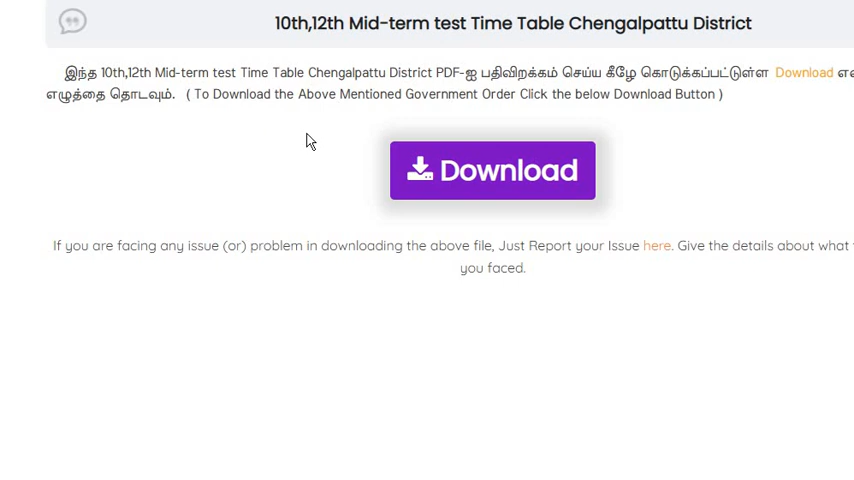 10th,12th Mid-term test Time Table Chengalpattu District
இந்த 10th,12th Mid-term test Time Table Chengalpattu District PDF-ஐ பதிவிறக்கம் செய்ய கீழே கொடுக்கப்பட்டுள்ள Download
எழுத்தை தொடவும். ( To Download the Above Mentioned Government Order Click the below Download Button )
Download
If you are facing any issue (or) problem in downloading the above file, Just Report your Issue here. Give the details about what
you faced.